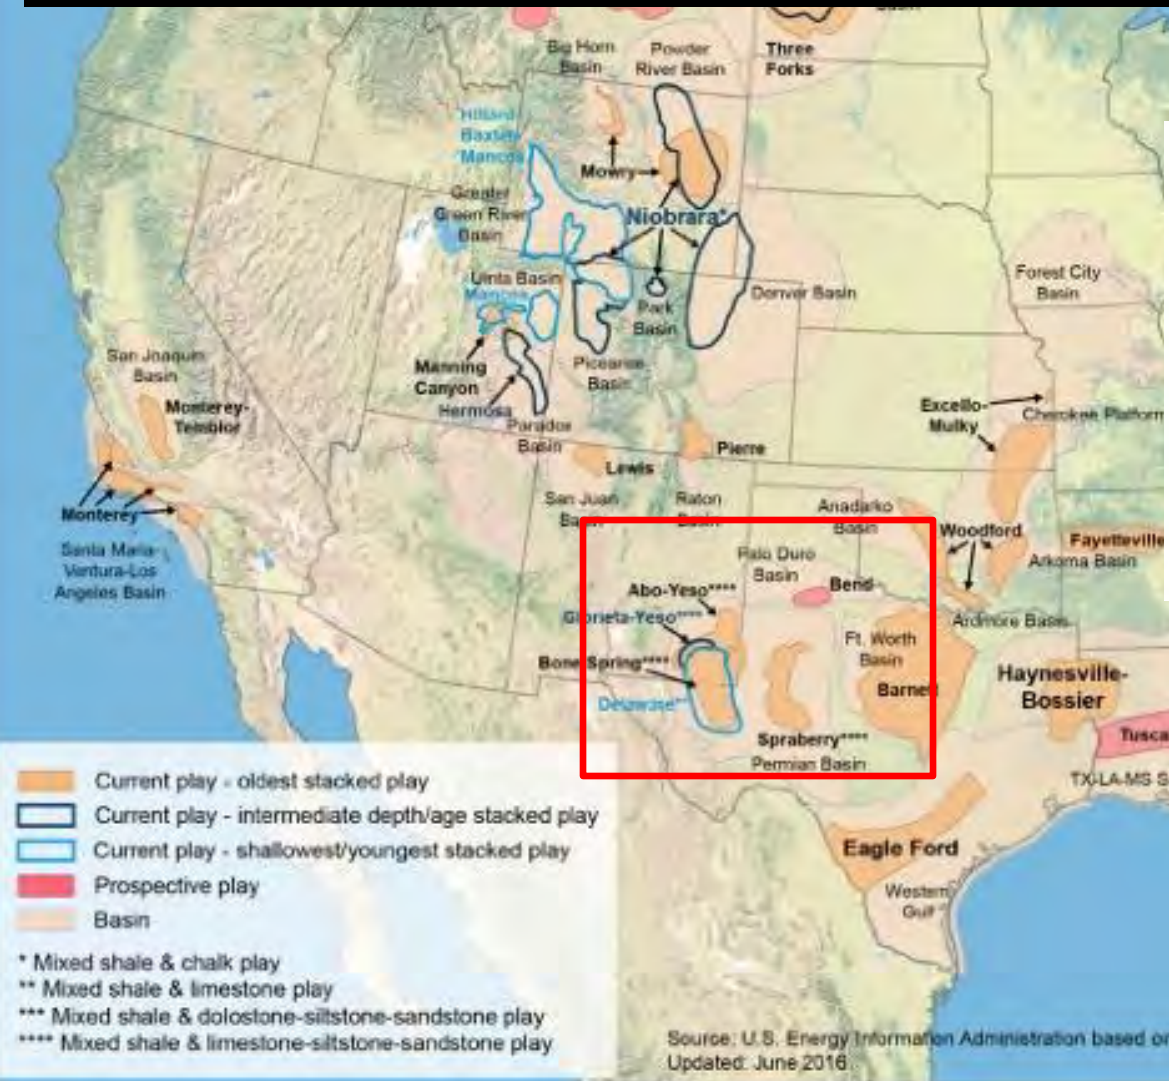 Big Horn
Basin
Powder
River Basin
Three
Forks
Hilliard
Baxter
Mancos
Mowry
Greater
Green River
Basin
Niobrara*
Uinta Basin
Mancos
Park
Basin
Denver Basin
Forest City
Basin
Manning
Canyon
Piceance
Basin
Hermosa
Paradox
Basin
San Joaquin
Basin
Monterey-
Temblor
Excello-
Mulky
Cherokee Platform
Pierre
Lewis
San Juan
Basin
Raton
Basin
Monterey
Santa Maria-
Ventura-Los
Angeles Basin
Anadarko
Basin
Woodford
Fayetteville
Arkoma Basin
Palo Duro
Basin
Bend
Abo-Yeso****
Glorieta-Yeso****
Ardmore Basin
Ft. Worth
Basin
Bone Spring****
Barnett
Delaware**
Haynesville-
Bossier
Spraberry****
Permian Basin
Tusca
TX-LA-MS S
Eagle Ford
Western
Gulf
Current play - oldest stacked play
Current play - intermediate depth/age stacked play
Current play - shallowest/youngest stacked play
Prospective play
Basin
* Mixed shale & chalk play
** Mixed shale & limestone play
*** Mixed shale & dolostone-siltstone-sandstone play
**** Mixed shale & limestone-siltstone-sandstone play
Source: U.S. Energy Information Administration based on
Updated: June 2016